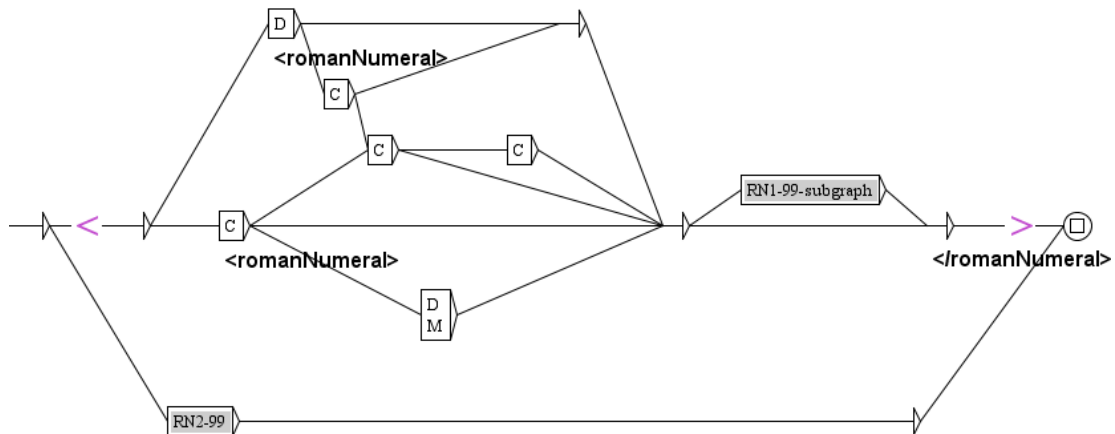 D
<romanNumeral>
C
C
C
RN1-99-subgraph
<
C
>
<romanNumeral>
</romanNumeral>
D
M
RN2-99